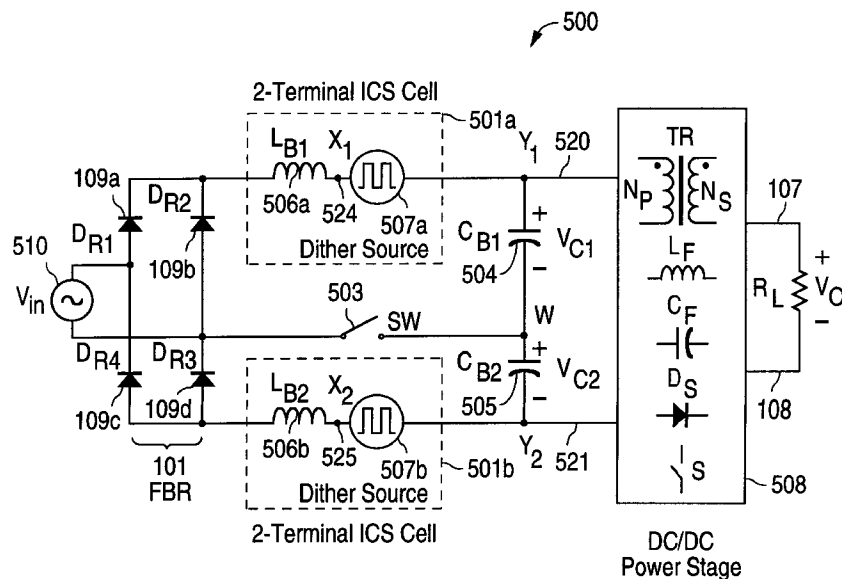 500
2-Terminal ICS Cell
501a
L_B1
X_1
Y_1
520
TR
109a
D_R2
506a
524
507a
N_P
N_S
107
D_R1
Dither Source
510
109b
C_B1
504
+
V_C1
–
L_F
V_in
503
SW
W
R_L
+
V_O
–
C_F
D_R4
D_R3
L_B2
X_2
C_B2
505
+
V_C2
–
D_S
108
109c
109d
506b
525
507b
Y_2
521
101
FBR
501b
Dither Source
S
508
2-Terminal ICS Cell
DC/DC
Power Stage